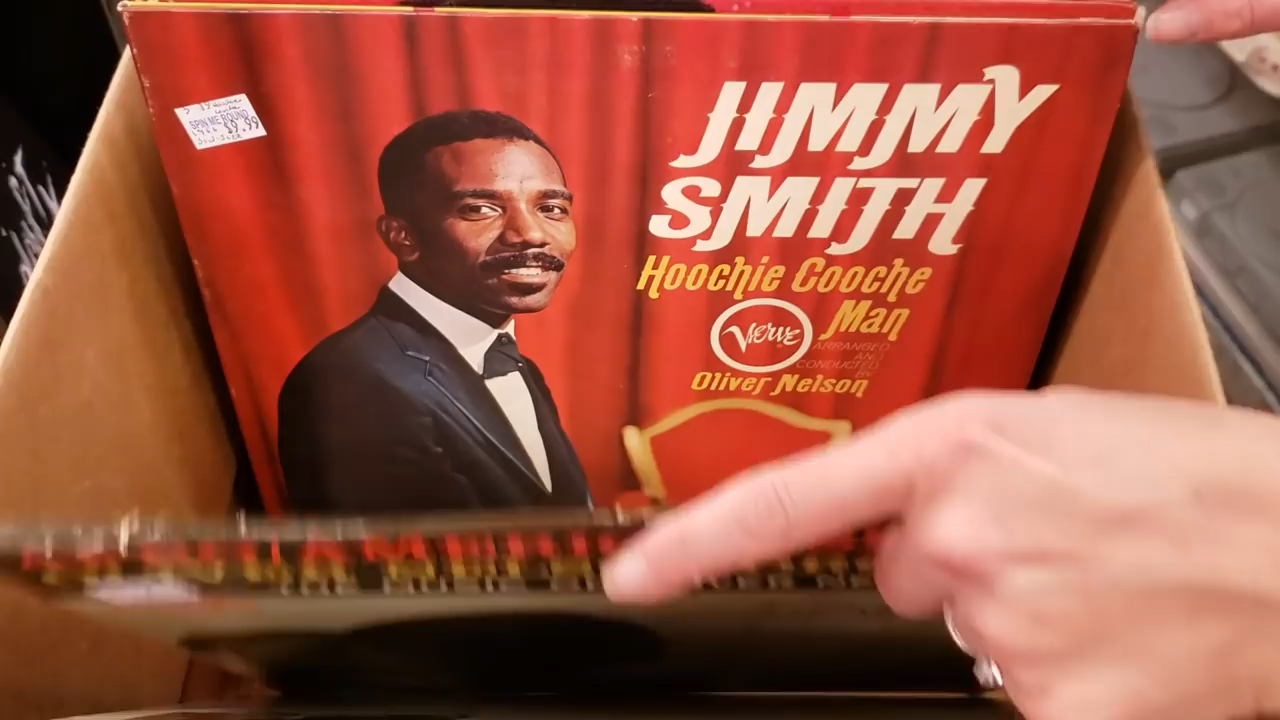 SPIN ME ROUND
$9.99
JIMMY
SMITH
Hoochie Cooche
Man
Verve
ARRANGED
AND
CONDUCTED
BY
Oliver Nelson